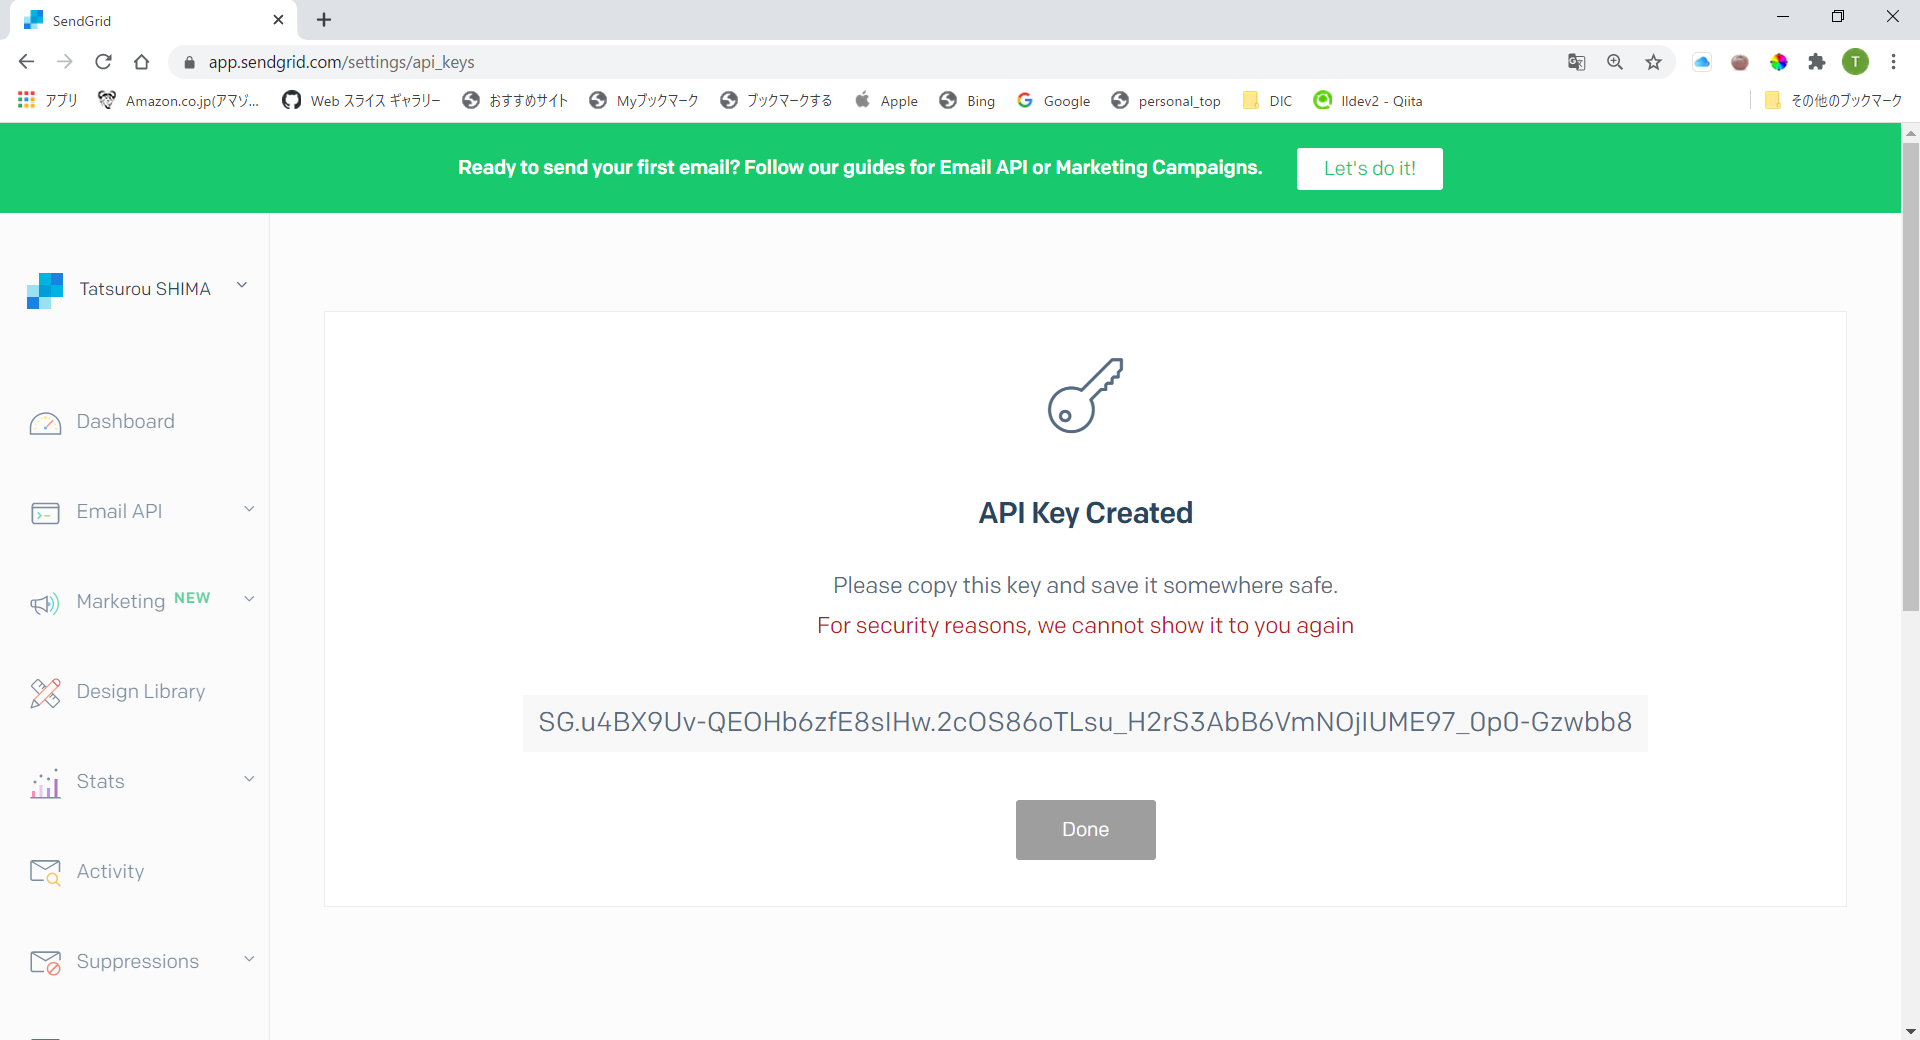 SendGrid
app.sendgrid.com/settings/api_keys
T
アプリ Amazon.co.jp(アマゾ... Web スライス ギャラリー おすすめサイト Myブックマーク ブックマークする Apple Bing Google personal_top DIC lldev2 - Qiita その他のブックマーク
Ready to send your first email? Follow our guides for Email API or Marketing Campaigns. Let's do it!
Tatsurou SHIMA
Dashboard
Email API
Marketing NEW
Design Library
Stats
Activity
Suppressions
API Key Created
Please copy this key and save it somewhere safe.
For security reasons, we cannot show it to you again
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
Done